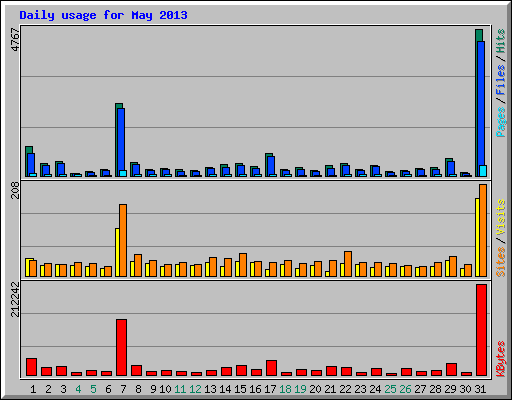 Daily usage for May 2013
4767
Pages / Files / Hits
208
Sites / Visits
212242
KBytes
1 2 3 4 5 6 7 8 9 10 11 12 13 14 15 16 17 18 19 20 21 22 23 24 25 26 27 28 29 30 31